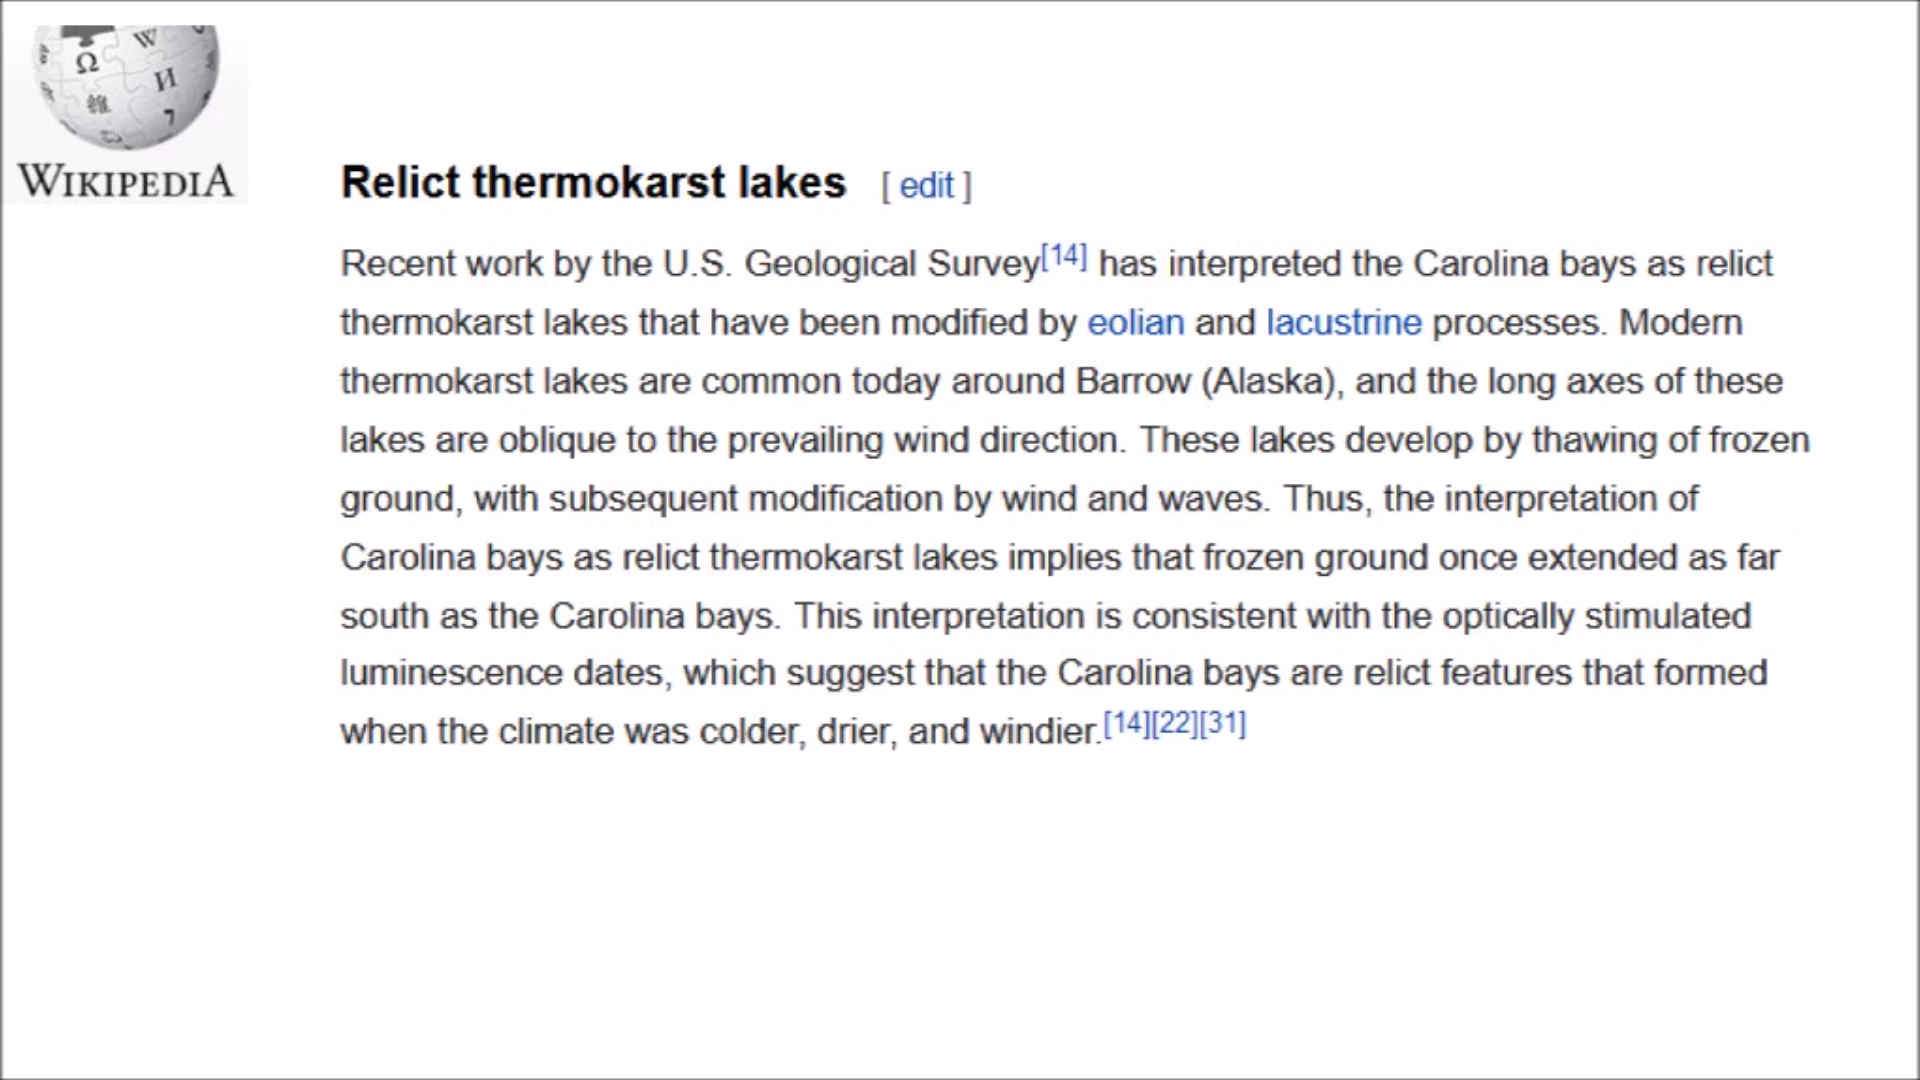 Ω W И 維 7
WIKIPEDIA
Relict thermokarst lakes [ edit ]
Recent work by the U.S. Geological Survey[14] has interpreted the Carolina bays as relict
thermokarst lakes that have been modified by eolian and lacustrine processes. Modern
thermokarst lakes are common today around Barrow (Alaska), and the long axes of these
lakes are oblique to the prevailing wind direction. These lakes develop by thawing of frozen
ground, with subsequent modification by wind and waves. Thus, the interpretation of
Carolina bays as relict thermokarst lakes implies that frozen ground once extended as far
south as the Carolina bays. This interpretation is consistent with the optically stimulated
luminescence dates, which suggest that the Carolina bays are relict features that formed
when the climate was colder, drier, and windier.[14][22][31]